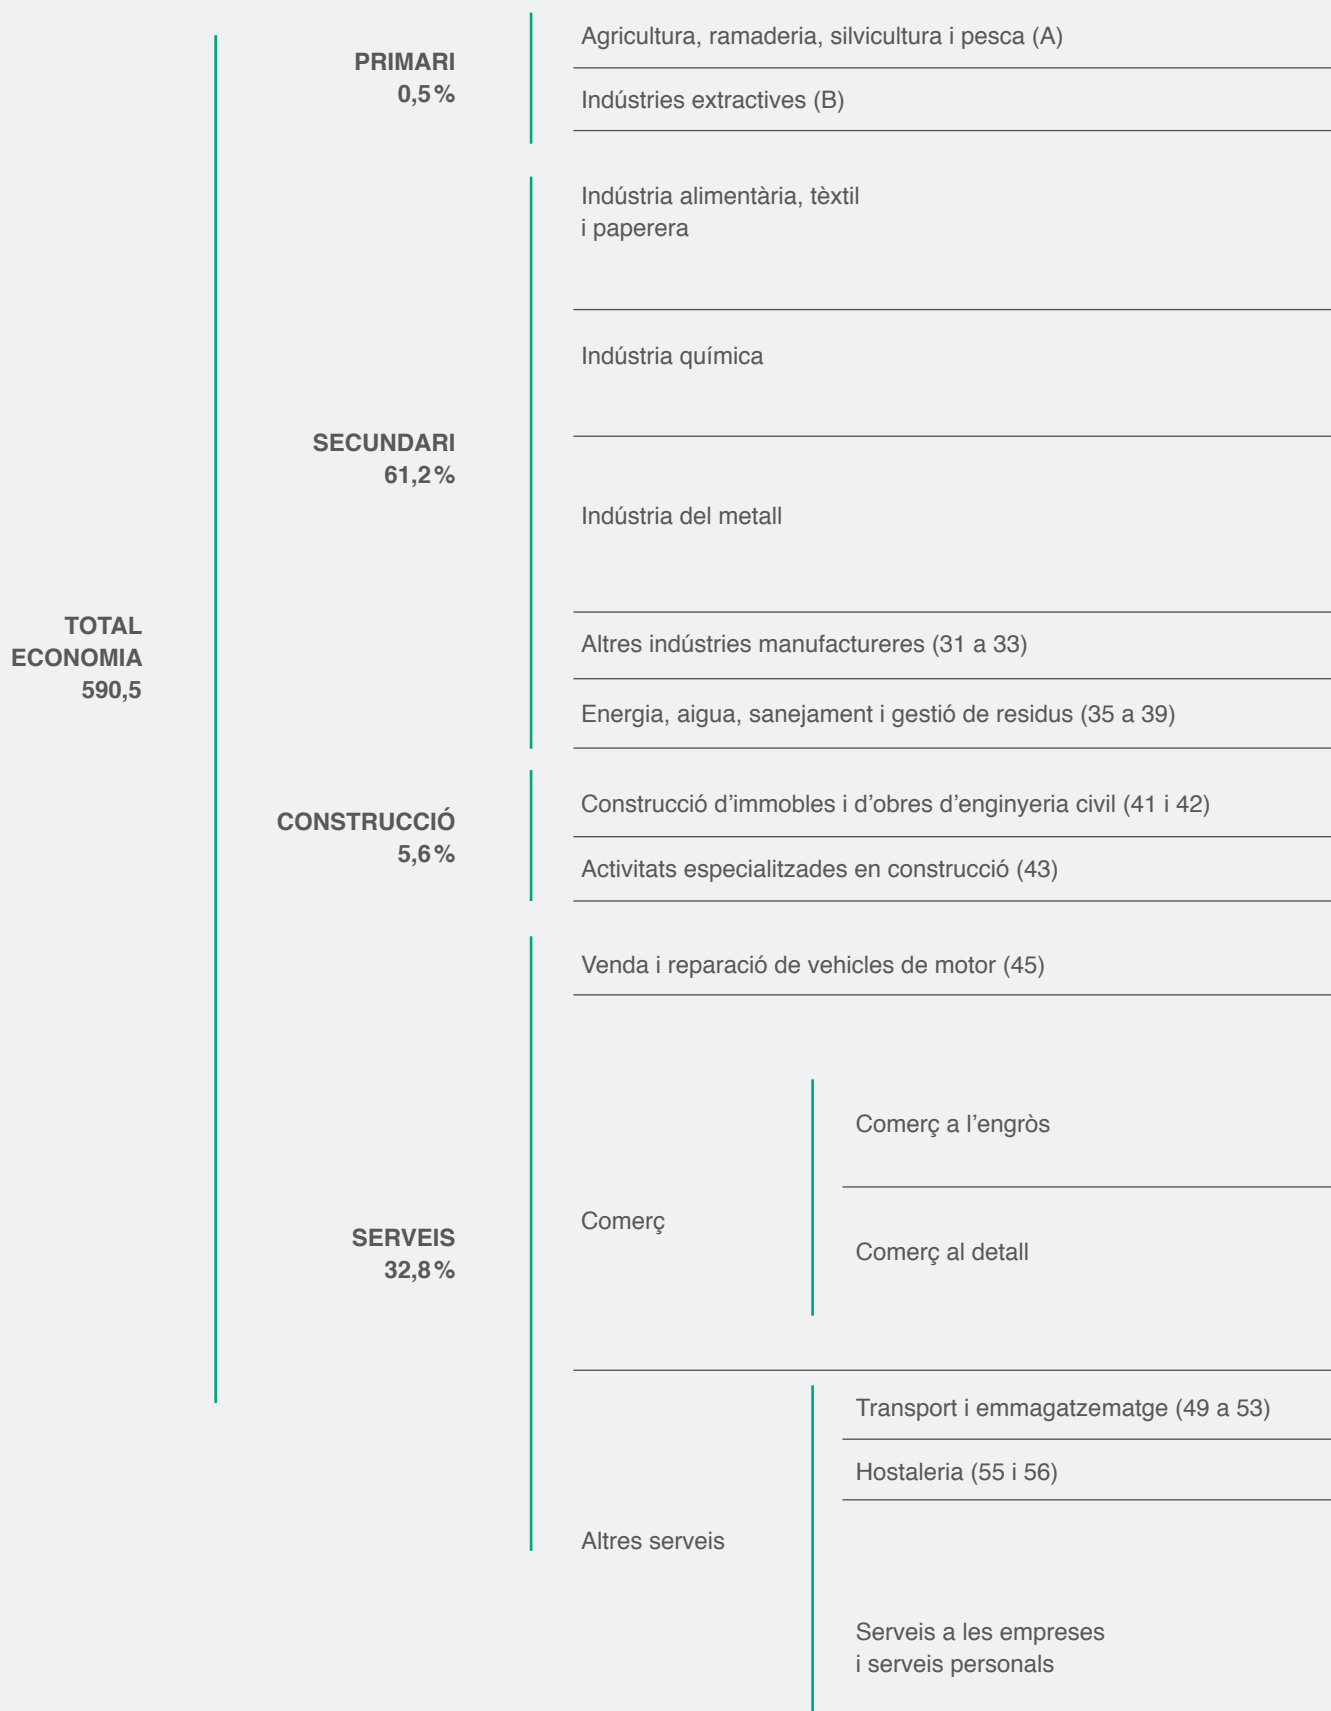 TOTAL
ECONOMIA
590,5
PRIMARI
0,5 %
Agricultura, ramaderia, silvicultura i pesca (A)
Indústries extractives (B)
SECUNDARI
61,2 %
Indústria alimentària, tèxtil
i paperera
Indústria química
Indústria del metall
Altres indústries manufactureres (31 a 33)
Energia, aigua, sanejament i gestió de residus (35 a 39)
CONSTRUCCIÓ
5,6 %
Construcció d’immobles i d’obres d’enginyeria civil (41 i 42)
Activitats especialitzades en construcció (43)
SERVEIS
32,8 %
Venda i reparació de vehicles de motor (45)
Comerç
Comerç a l’engròs
Comerç al detall
Altres serveis
Transport i emmagatzematge (49 a 53)
Hostaleria (55 i 56)
Serveis a les empreses
i serveis personals